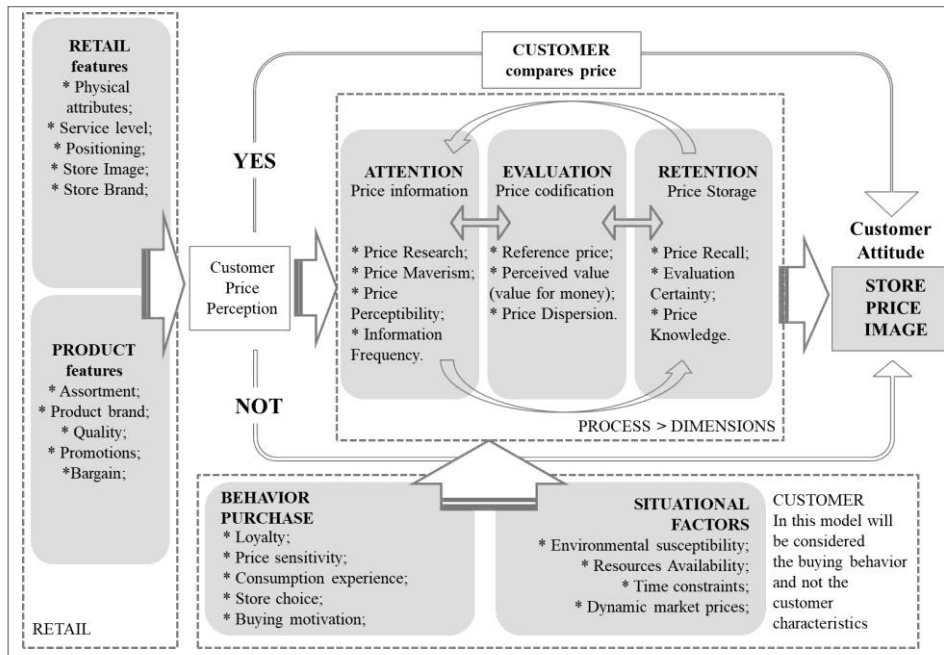 RETAIL
features
* Physical
attributes;
* Service level;
* Positioning;
* Store Image;
* Store Brand;
PRODUCT
features
* Assortment;
* Product brand;
* Quality;
* Promotions;
*Bargain;
RETAIL
YES
Customer
Price
Perception
NOT
CUSTOMER
compares price
ATTENTION
Price information
* Price Research;
* Price Maverism;
* Price
Perceptibility;
* Information
Frequency.
EVALUATION
Price codification
* Reference price;
* Perceived value
(value for money);
* Price Dispersion.
RETENTION
Price Storage
* Price Recall;
* Evaluation
Certainty;
* Price
Knowledge.
PROCESS > DIMENSIONS
Customer
Attitude
STORE
PRICE
IMAGE
BEHAVIOR
PURCHASE
* Loyalty;
* Price sensitivity;
* Consumption experience;
* Store choice;
* Buying motivation;
SITUATIONAL
FACTORS
* Environmental susceptibility;
* Resources Availability;
* Time constraints;
* Dynamic market prices;
CUSTOMER
In this model will
be considered
the buying behavior
and not the
customer
characteristics